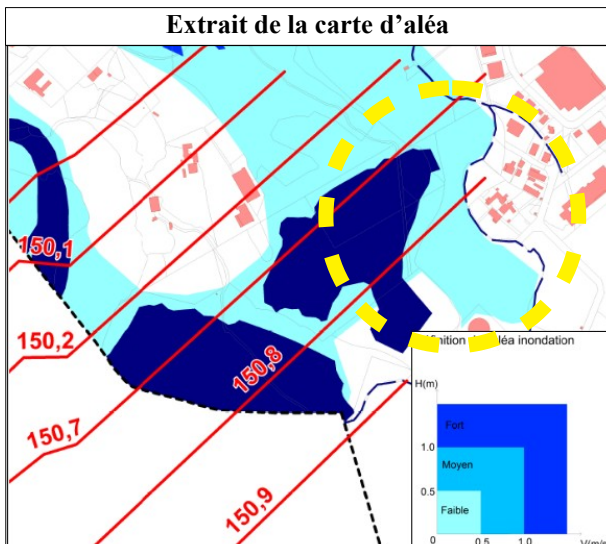 Extrait de la carte d’aléa
150,1
150,2
150,7
150,8
150,9
inition aléa inondation
H(m)
Fort
1.0
Moyen
0.5
Faible
0 0.5 1.0 V(m/s)